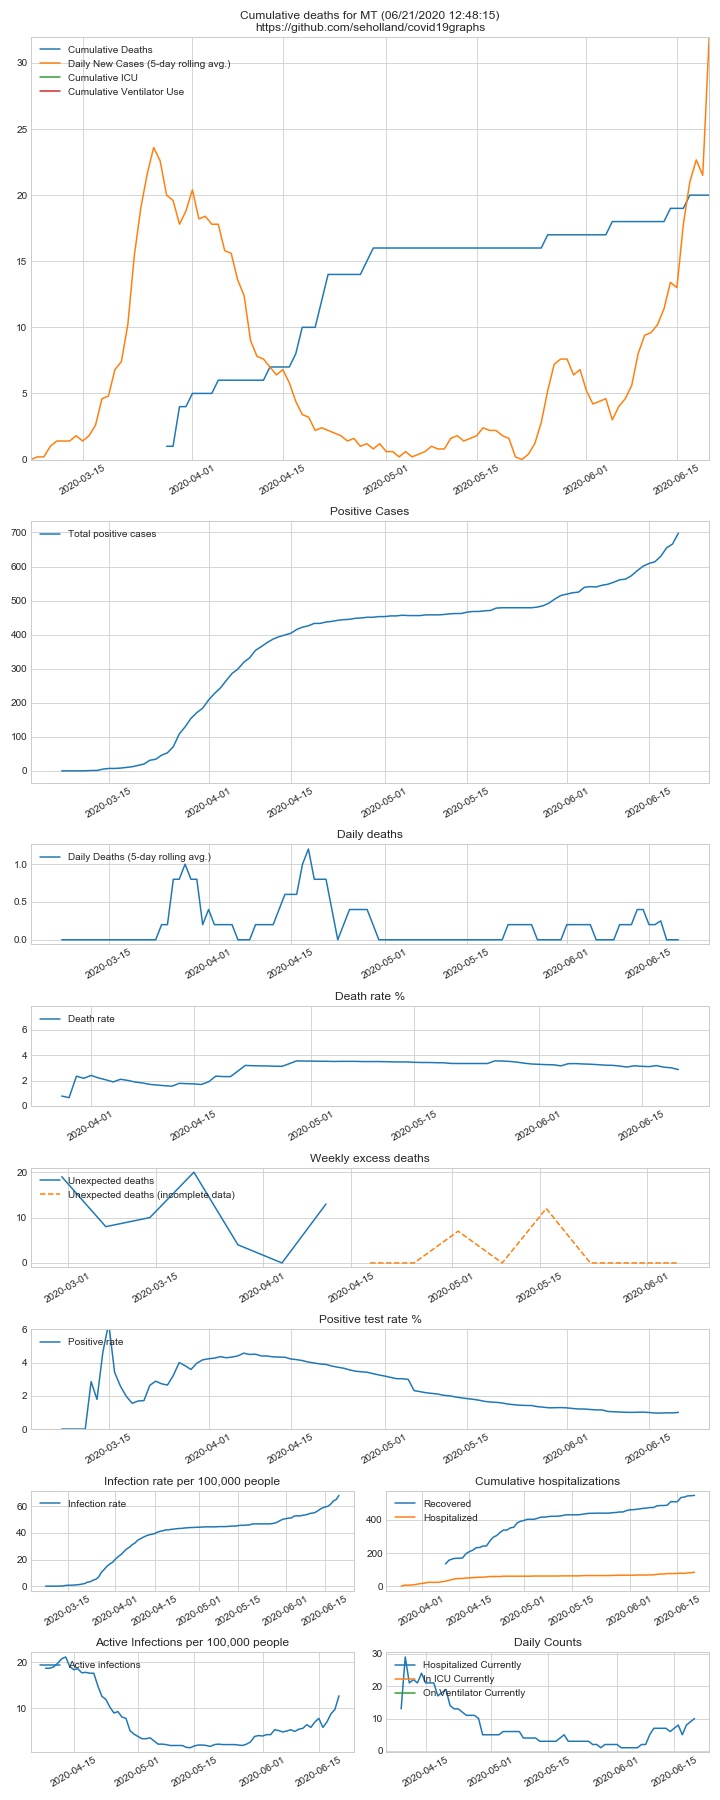 Cumulative deaths for MT (06/21/2020 12:48:15)
https://github.com/seholland/covid19graphs
Cumulative Deaths
Daily New Cases (5-day rolling avg.)
Cumulative ICU
Cumulative Ventilator Use
30
25
20
15
10
5
0
2020-03-15 2020-04-01 2020-04-15 2020-05-01 2020-05-15 2020-06-01 2020-06-15
Positive Cases
Total positive cases
700
600
500
400
300
200
100
0
2020-03-15 2020-04-01 2020-04-15 2020-05-01 2020-05-15 2020-06-01 2020-06-15
Daily deaths
Daily Deaths (5-day rolling avg.)
1.0
0.5
0.0
2020-03-15 2020-04-01 2020-04-15 2020-05-01 2020-05-15 2020-06-01 2020-06-15
Death rate %
Death rate
6
4
2
0
2020-04-01 2020-04-15 2020-05-01 2020-05-15 2020-06-01 2020-06-15
Weekly excess deaths
Unexpected deaths
Unexpected deaths (incomplete data)
20
10
0
2020-03-01 2020-03-15 2020-04-01 2020-04-15 2020-05-01 2020-05-15 2020-06-01
Positive test rate %
Positive rate
6
4
2
0
2020-03-15 2020-04-01 2020-04-15 2020-05-01 2020-05-15 2020-06-01 2020-06-15
Infection rate per 100,000 people
Infection rate
60
40
20
0
2020-03-15 2020-04-01 2020-04-15 2020-05-01 2020-05-15 2020-06-01 2020-06-15
Cumulative hospitalizations
Recovered
Hospitalized
400
200
0
2020-04-01 2020-04-15 2020-05-01 2020-05-15 2020-06-01 2020-06-15
Active Infections per 100,000 people
Active infections
20
10
2020-04-15 2020-05-01 2020-05-15 2020-06-01 2020-06-15
Daily Counts
Hospitalized Currently
In ICU Currently
On Ventilator Currently
30
20
10
0
2020-04-15 2020-05-01 2020-05-15 2020-06-01 2020-06-15